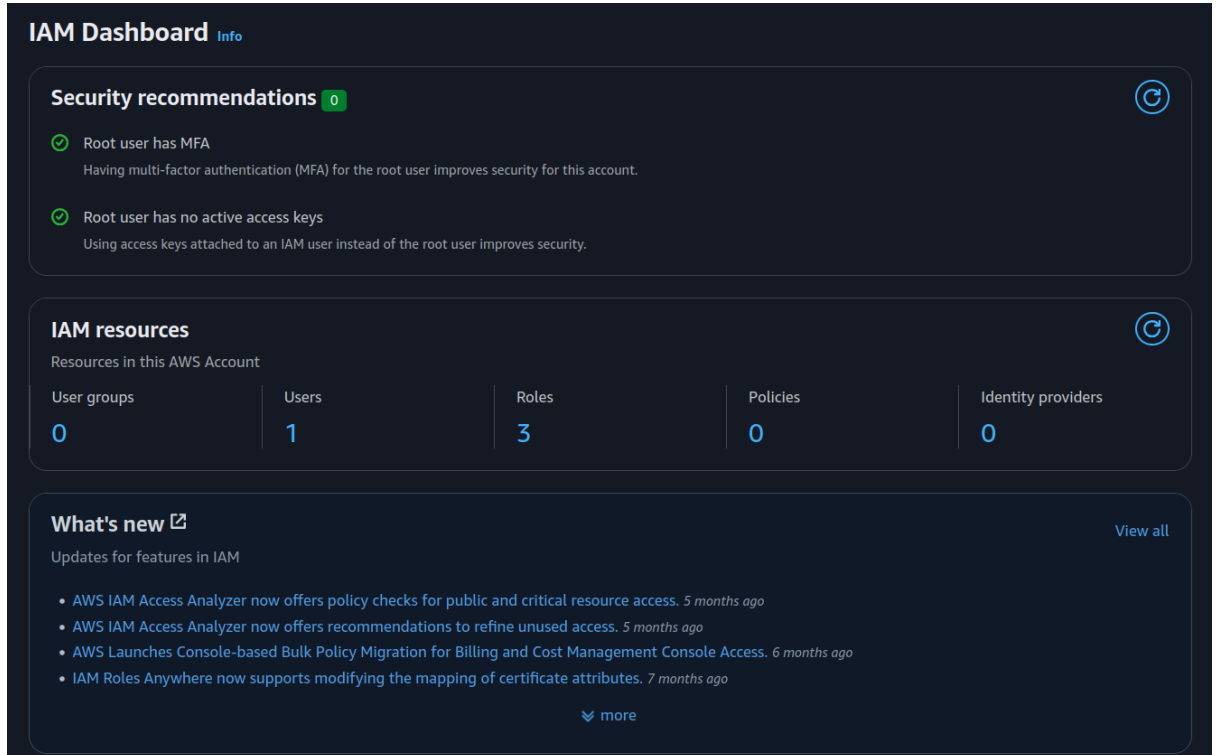 IAM Dashboard Info
Security recommendations 0
Root user has MFA
Having multi-factor authentication (MFA) for the root user improves security for this account.
Root user has no active access keys
Using access keys attached to an IAM user instead of the root user improves security.
IAM resources
Resources in this AWS Account
User groups
0
Users
1
Roles
3
Policies
0
Identity providers
0
What's new
View all
Updates for features in IAM
• AWS IAM Access Analyzer now offers policy checks for public and critical resource access. 5 months ago
• AWS IAM Access Analyzer now offers recommendations to refine unused access. 5 months ago
• AWS Launches Console-based Bulk Policy Migration for Billing and Cost Management Console Access. 6 months ago
• IAM Roles Anywhere now supports modifying the mapping of certificate attributes. 7 months ago
more